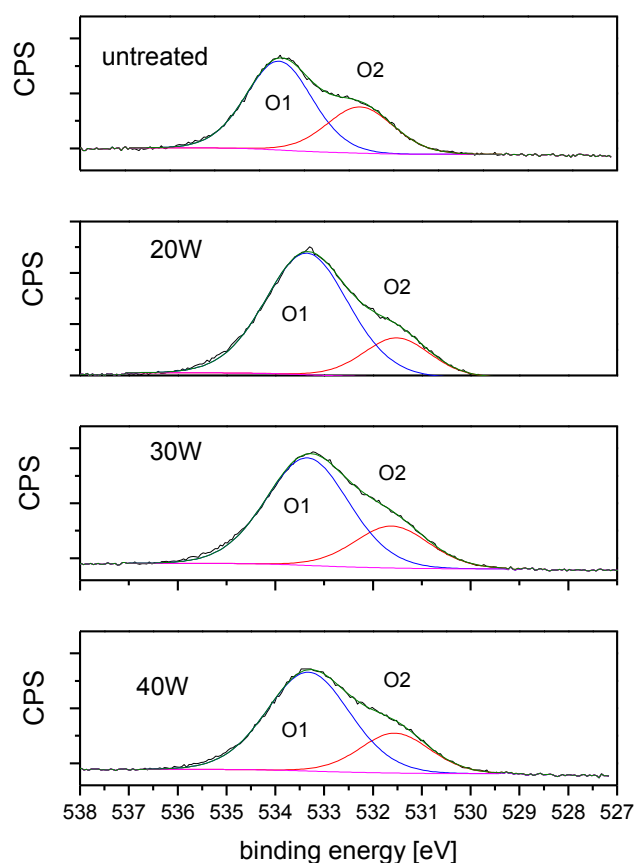 CPS
untreated
O1
O2
CPS
20W
O1
O2
CPS
30W
O1
O2
CPS
40W
O1
O2
538 536 535 534 533 532 531 530 529 528 527
binding energy [eV]